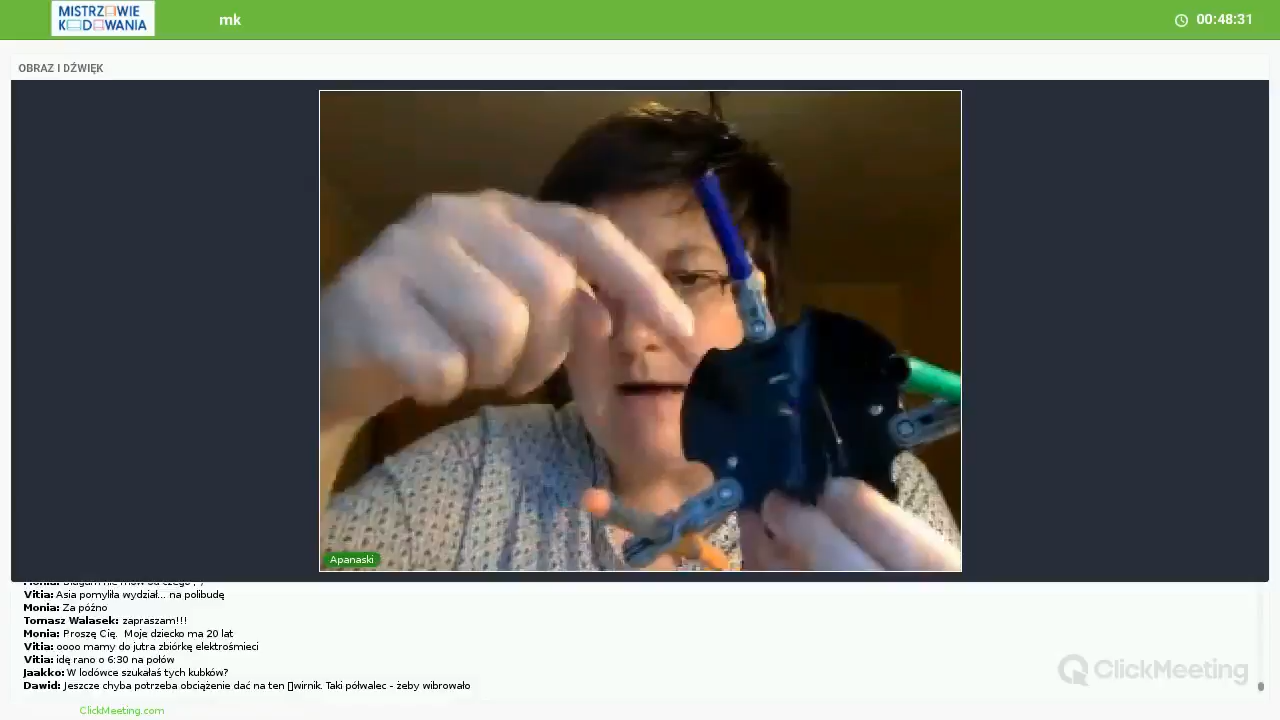 MISTRZOWIE
KODOWANIA
mk
00:48:31
OBRAZ I DŹWIĘK
Apanaski
Vitia: Asia pomyliła wydział... na polibudę
Monia: Za późno
Tomasz Walasek: zapraszam!!!
Monia: Proszę Cię. Moje dziecko ma 20 lat
Vitia: oooo mamy do jutra zbiórkę elektrośmieci
Vitia: idę rano o 6:30 na połów
Jaakko: W lodówce szukałaś tych kubków?
Dawid: Jeszcze chyba potrzeba obciążenie dać na ten wirnik. Taki półwalec - żeby wibrowało
ClickMeeting
ClickMeeting.com